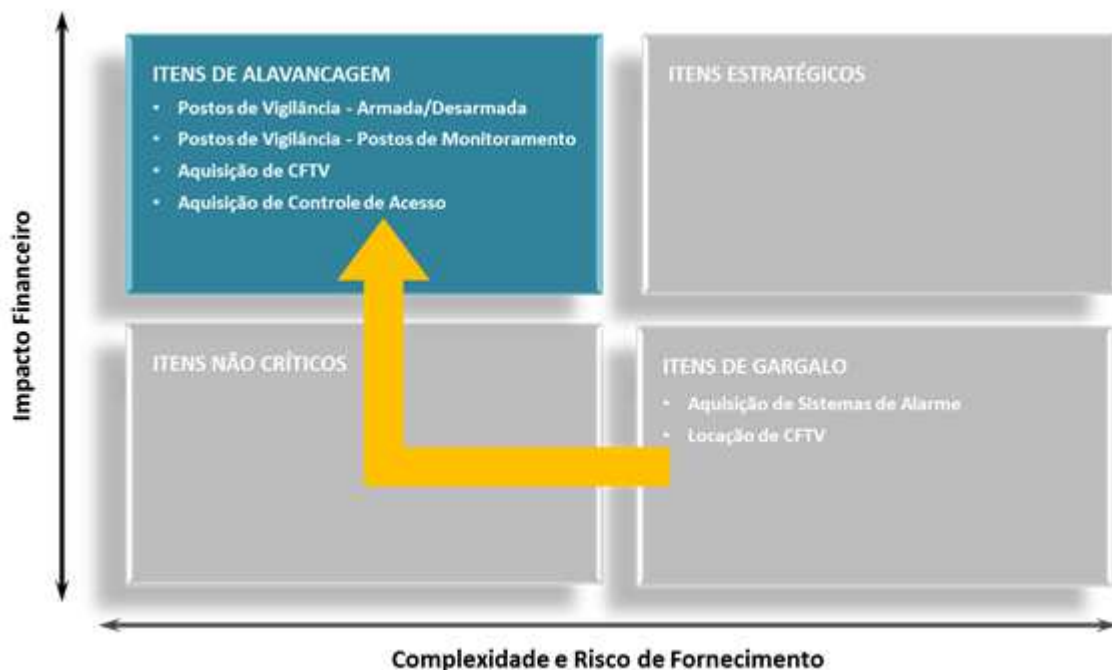 ITENS DE ALAVANCAGEM
• Postos de Vigilância - Armada/Desarmada
• Postos de Vigilância - Postos de Monitoramento
• Aquisição de CFTV
• Aquisição de Controle de Acesso
ITENS ESTRATÉGICOS
ITENS NÃO CRÍTICOS
ITENS DE GARGALO
• Aquisição de Sistemas de Alarme
• Locação de CFTV
Impacto Financeiro
Complexidade e Risco de Fornecimento